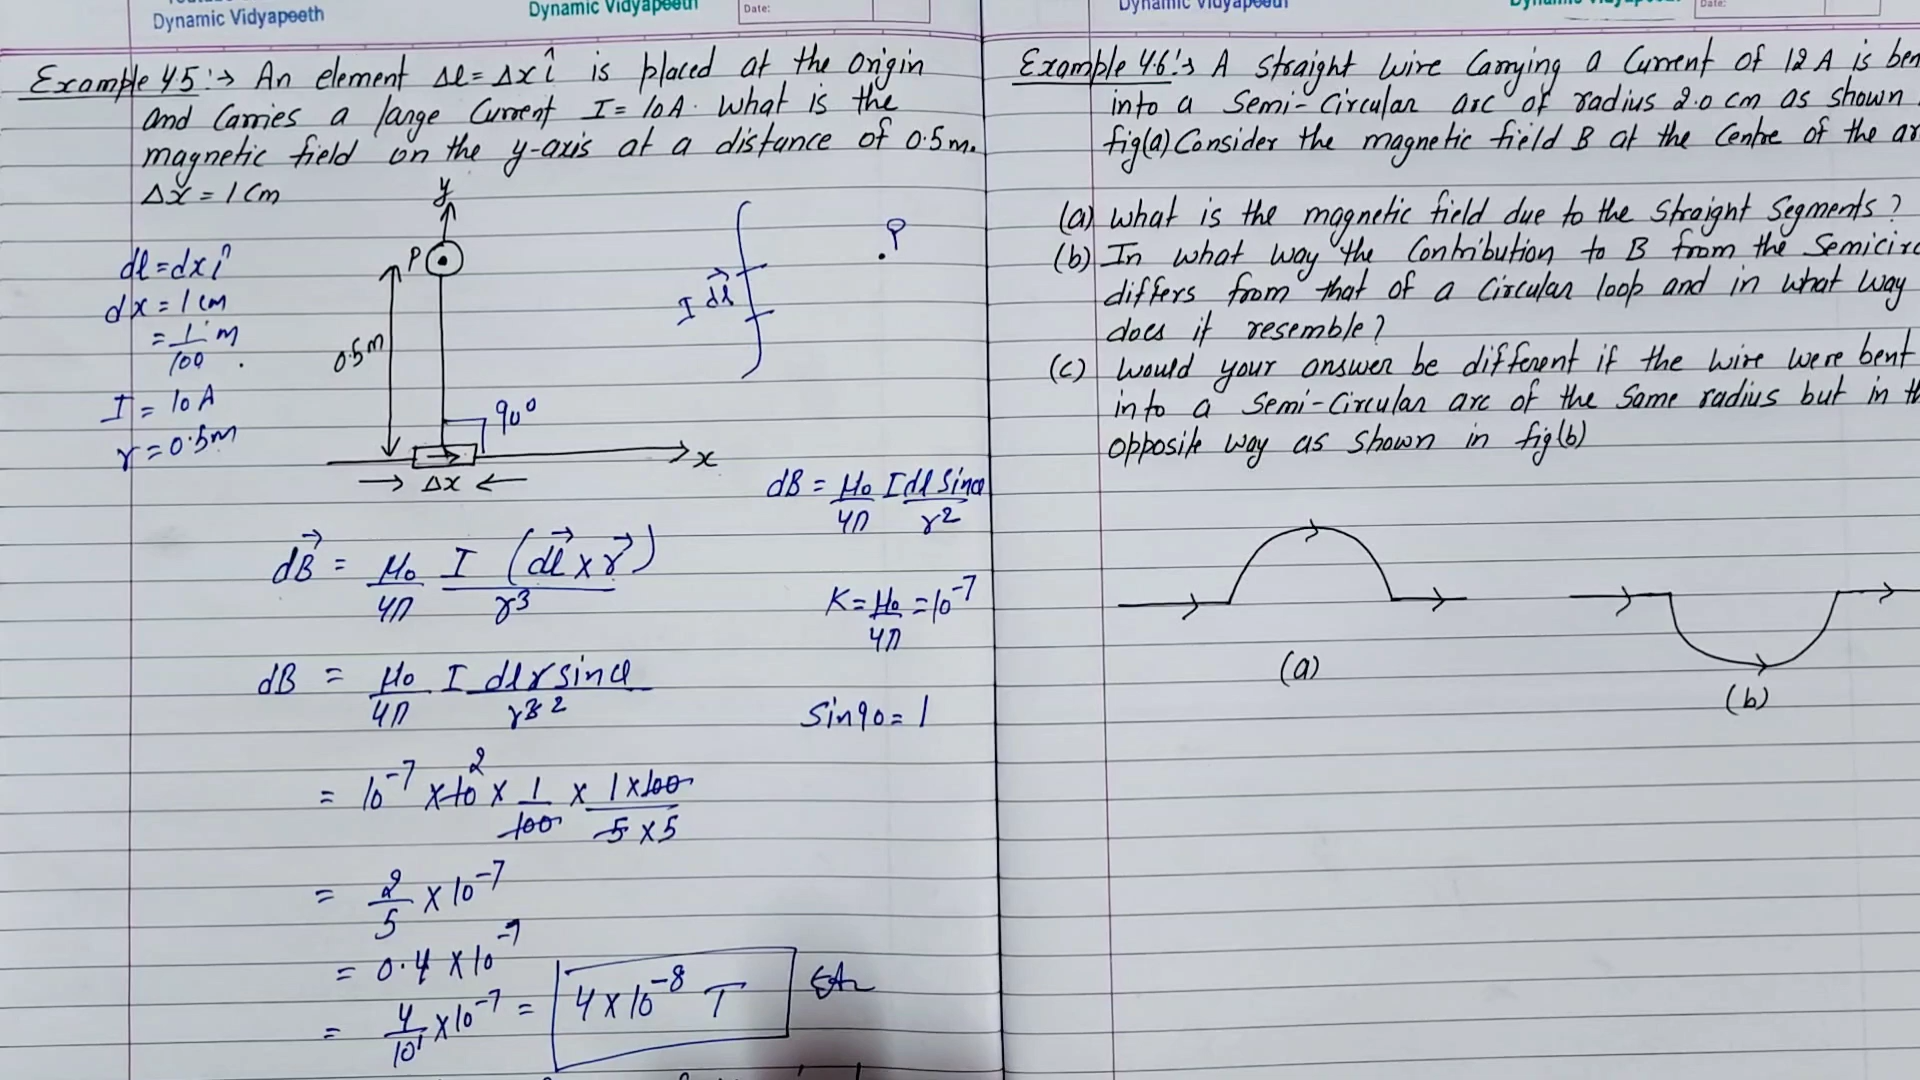 Dynamic Vidyapeeth
Dynamic Vidyapeeth
Date:
Example 4.5:→ An element Δl = Δx î is placed at the origin
and Carries a large Current I = 10A. What is the
magnetic field on the y-axis at a distance of 0.5m.
Δx = 1 Cm
dl = dx î
dx = 1 cm
= 1/100 m
I = 10 A
r = 0.5m
y
P
0.5m
90°
x
→ Δx ←
I dl
P
dB = μ₀/4π I dl Sinα/r²
dB = μ₀/4π I (dl × r)/r³
K = μ₀/4π = 10⁻⁷
dB = μ₀/4π I dl r sinα/r³ 2
Sin90 = 1
= 10⁻⁷ × 10 2 × 1/100 × 1×100/5×5
= 2/5 × 10⁻⁷
= 0.4 × 10⁻⁷
= 4/10¹ × 10⁻⁷ = 4 × 10⁻⁸ T
Dynamic Vidyapeeth
Date:
Example 4.6:→ A Straight Wire Carrying a Current of 12 A is ben
into a Semi-Circular arc of radius 2.0 cm as shown
fig(a) Consider the magnetic field B at the Centre of the ar
(a) What is the magnetic field due to the Straight Segments?
(b) In what way the Contribution to B from the Semicirc
differs from that of a Circular loop and in what way
does it resemble?
(c) Would your answer be different if the wire were bent
into a Semi-Circular arc of the Same radius but in th
opposite way as shown in fig(b)
(a)
(b)